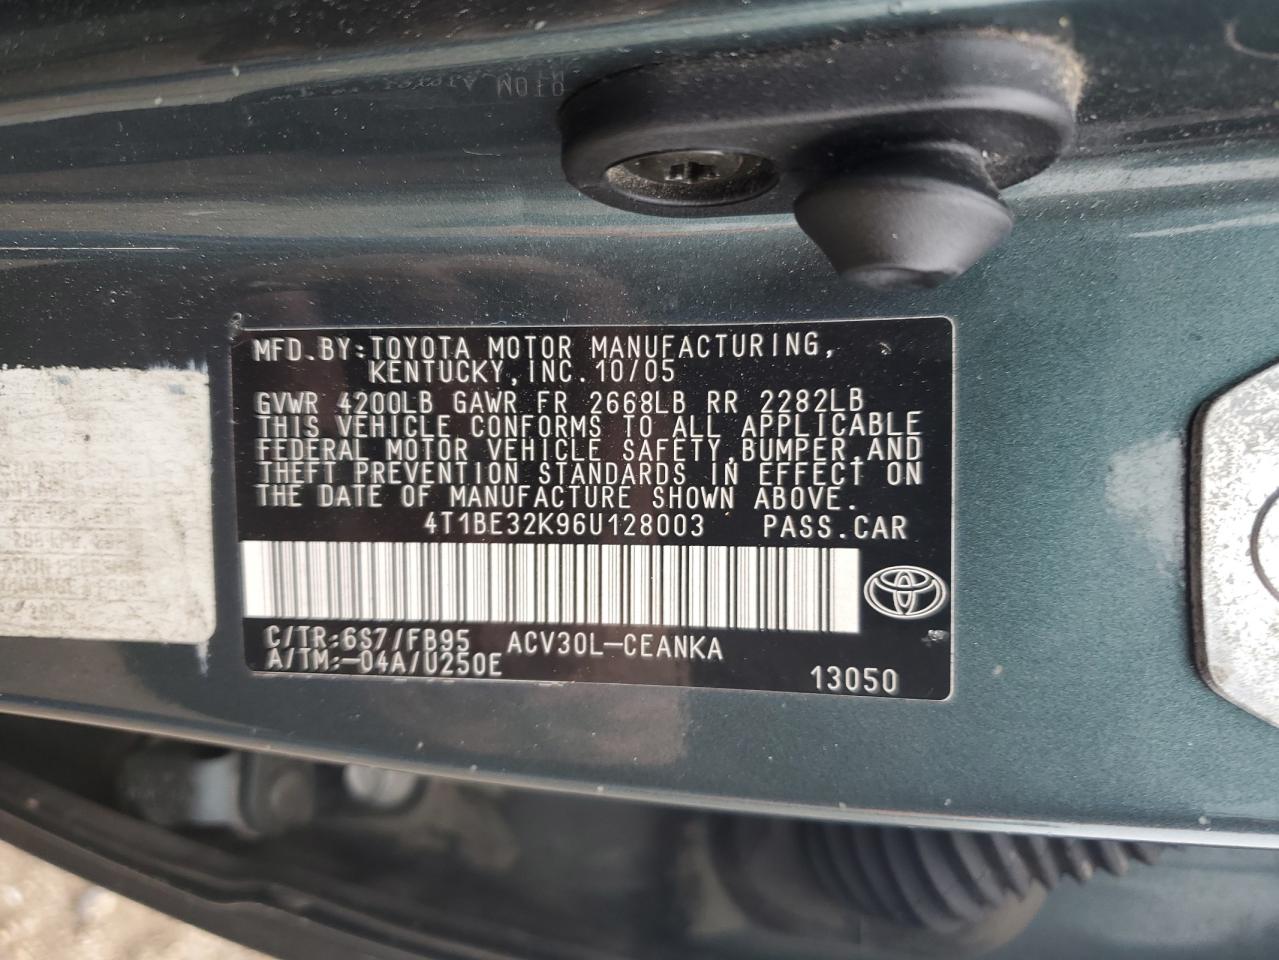 MFD.BY:TOYOTA MOTOR MANUFACTURING,
KENTUCKY,INC.10/05
GVWR 4200LB GAWR FR 2668LB RR 2282LB
THIS VEHICLE CONFORMS TO ALL APPLICABLE
FEDERAL MOTOR VEHICLE SAFETY,BUMPER,AND
THEFT PREVENTION STANDARDS IN EFFECT ON
THE DATE OF MANUFACTURE SHOWN ABOVE.
4T1BE32K96U128003 PASS.CAR
C/TR:6S7/FB95 ACV30L-CEANKA
A/TM:-04A/U250E
13050